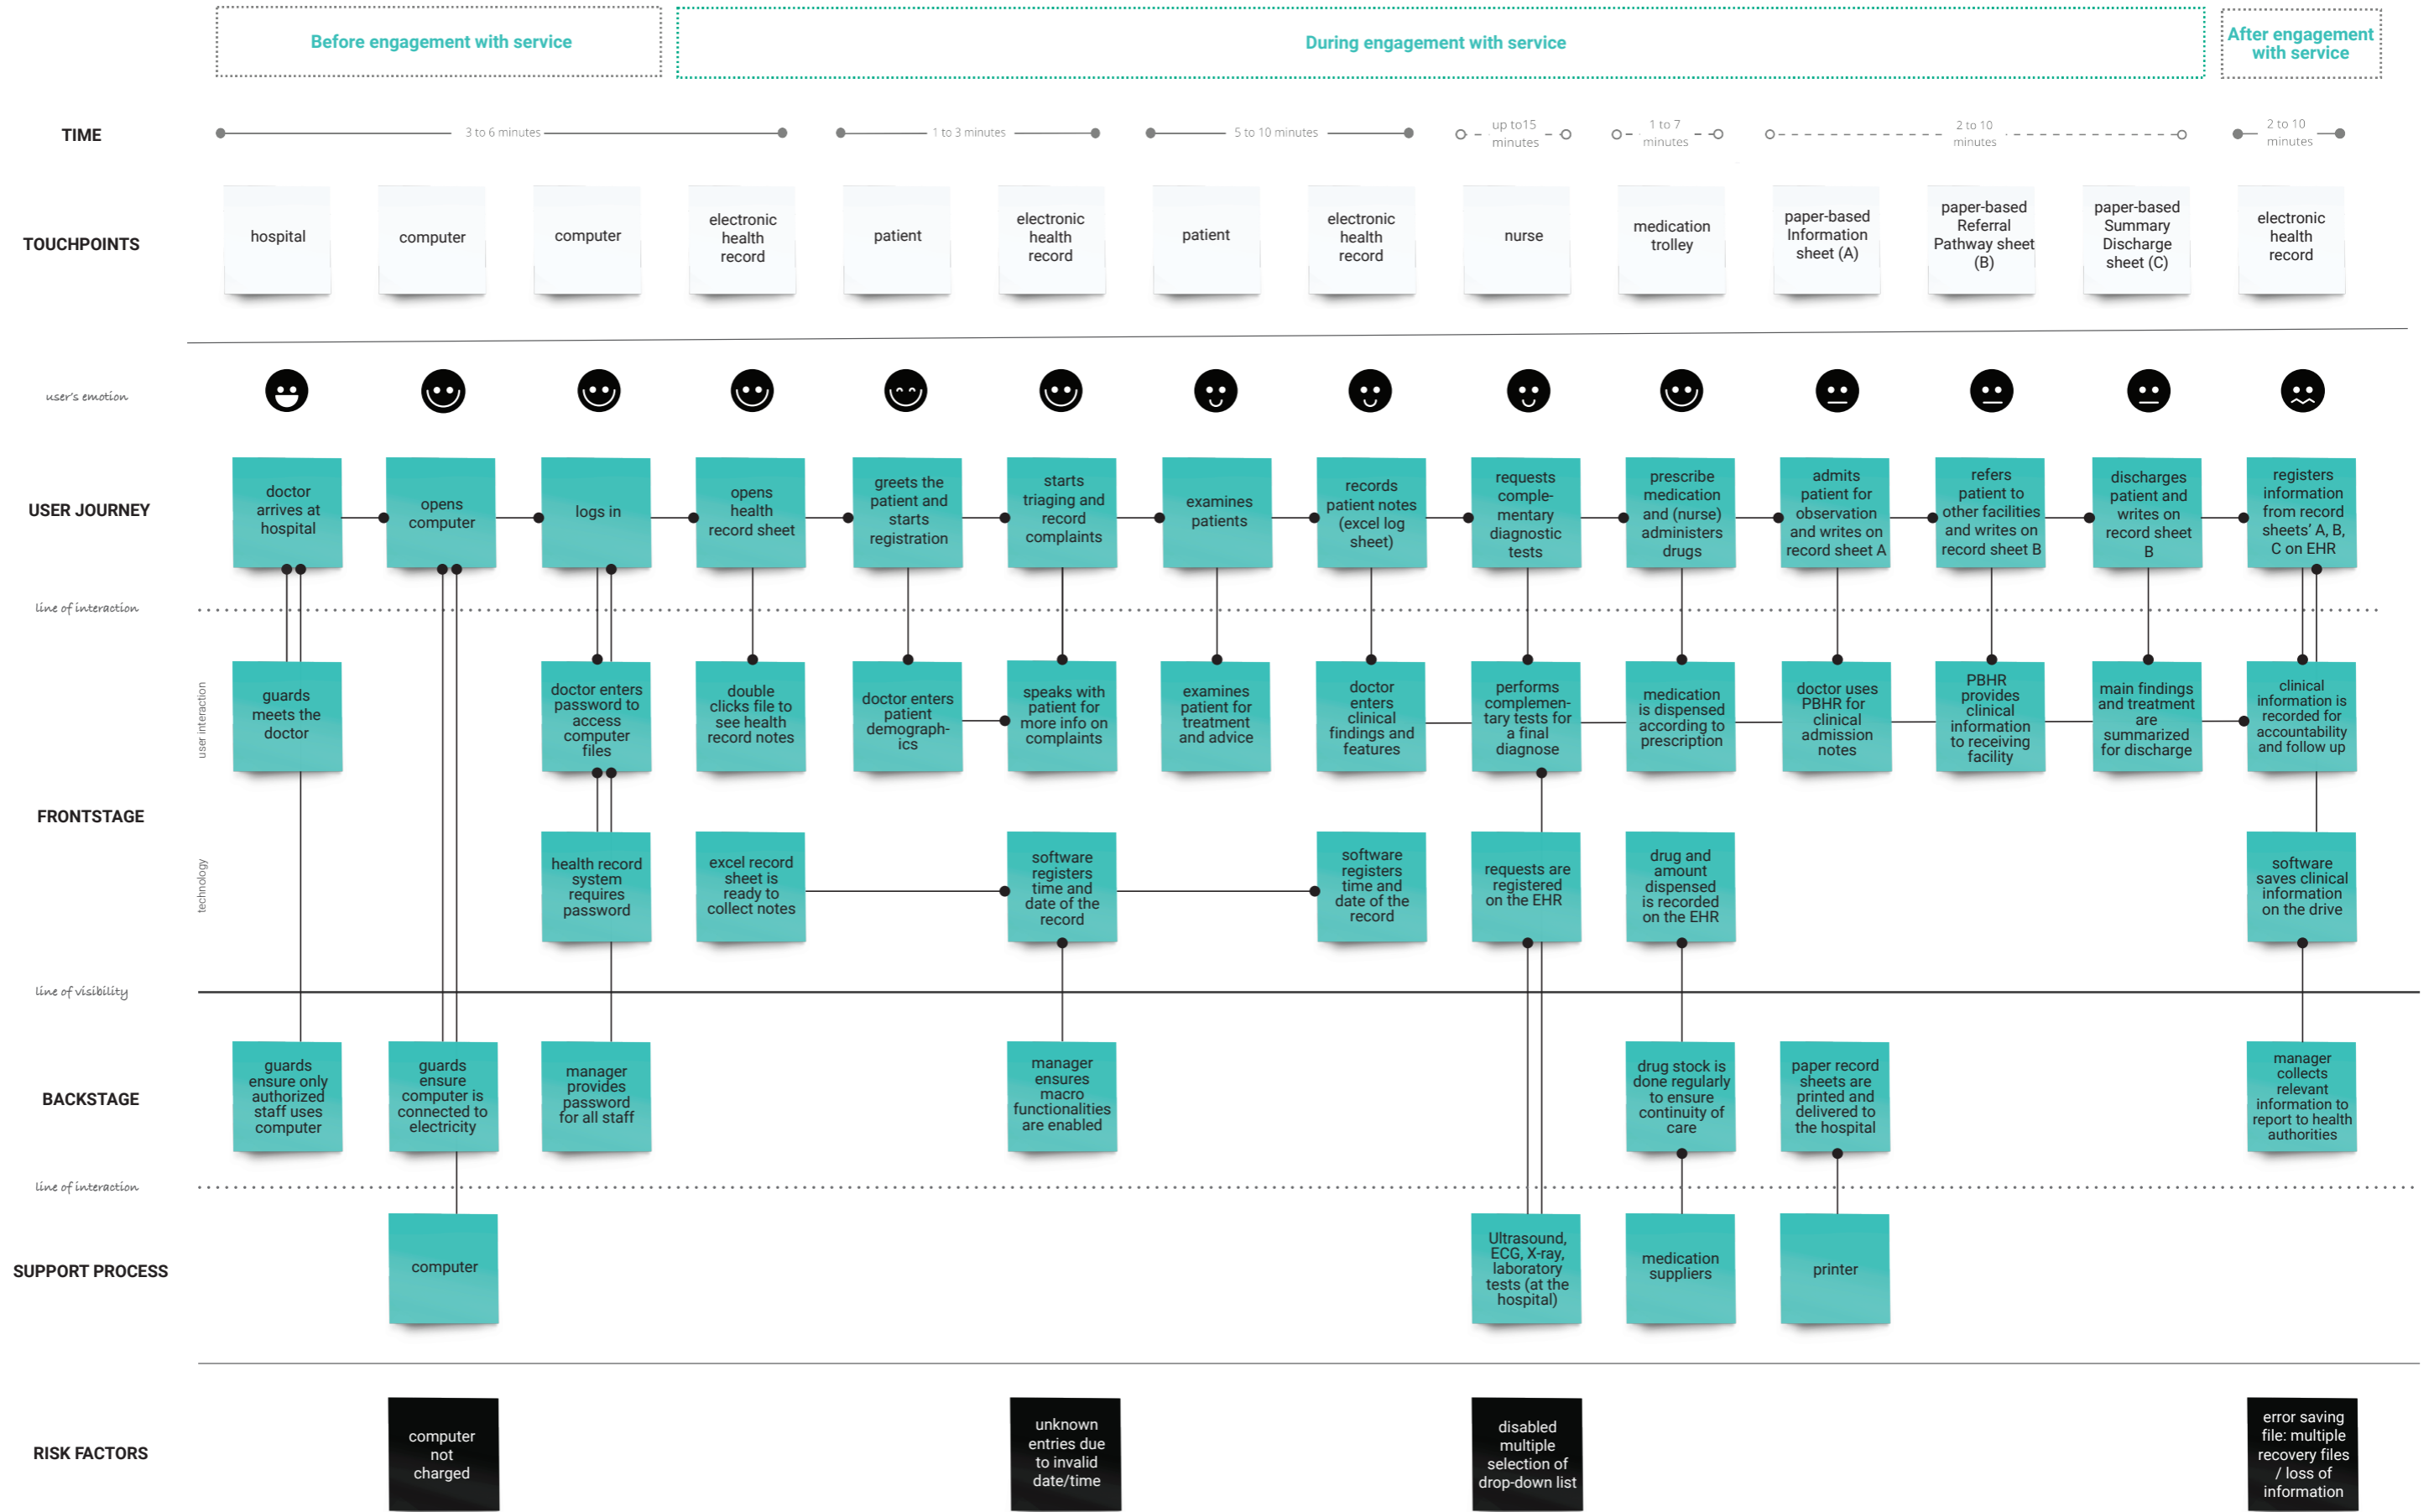 Before engagement with service
During engagement with service
After engagement
with service
TIME
3 to 6 minutes
1 to 3 minutes
5 to 10 minutes
up to15
minutes
1 to 7
minutes
2 to 10
minutes
2 to 10
minutes
TOUCHPOINTS
hospital
computer
computer
electronic
health
record
patient
electronic
health
record
patient
electronic
health
record
nurse
medication
trolley
paper-based
Information
sheet (A)
paper-based
Referral
Pathway sheet
(B)
paper-based
Summary
Discharge
sheet (C)
electronic
health
record
user's emotion
USER JOURNEY
doctor
arrives at
hospital
opens
computer
logs in
opens
health
record sheet
greets the
patient and
starts
registration
starts
triaging and
record
complaints
examines
patients
records
patient notes
(excel log
sheet)
requests
comple-
mentary
diagnostic
tests
prescribe
medication
and (nurse)
administers
drugs
admits
patient for
observation
and writes on
record sheet A
refers
patient to
other facilities
and writes on
record sheet B
discharges
patient and
writes on
record sheet
B
registers
information
from record
sheets' A, B,
C on EHR
line of interaction
user interaction
guards
meets the
doctor
doctor enters
password to
access
computer
files
double
clicks file to
see health
record notes
doctor enters
patient
demograph-
ics
speaks with
patient for
more info on
complaints
examines
patient for
treatment
and advice
doctor
enters
clinical
findings and
features
performs
complemen-
tary tests for
a final
diagnose
medication
is dispensed
according to
prescription
doctor uses
PBHR for
clinical
admission
notes
PBHR
provides
clinical
information
to receiving
facility
main findings
and treatment
are
summarized
for discharge
clinical
information is
recorded for
accountability
and follow up
FRONTSTAGE
technology
health record
system
requires
password
excel record
sheet is
ready to
collect notes
software
registers
time and
date of the
record
software
registers
time and
date of the
record
requests are
registered
on the EHR
drug and
amount
dispensed
is recorded
on the EHR
software
saves clinical
information
on the drive
line of visibility
BACKSTAGE
guards
ensure only
authorized
staff uses
computer
guards
ensure
computer is
connected to
electricity
manager
provides
password
for all staff
manager
ensures
macro
functionalities
are enabled
drug stock is
done regularly
to ensure
continuity of
care
paper record
sheets are
printed and
delivered to
the hospital
manager
collects
relevant
information to
report to health
authorities
line of interaction
SUPPORT PROCESS
computer
Ultrasound,
ECG, X-ray,
laboratory
tests (at the
hospital)
medication
suppliers
printer
RISK FACTORS
computer
not
charged
unknown
entries due
to invalid
date/time
disabled
multiple
selection of
drop-down list
error saving
file: multiple
recovery files
/ loss of
information